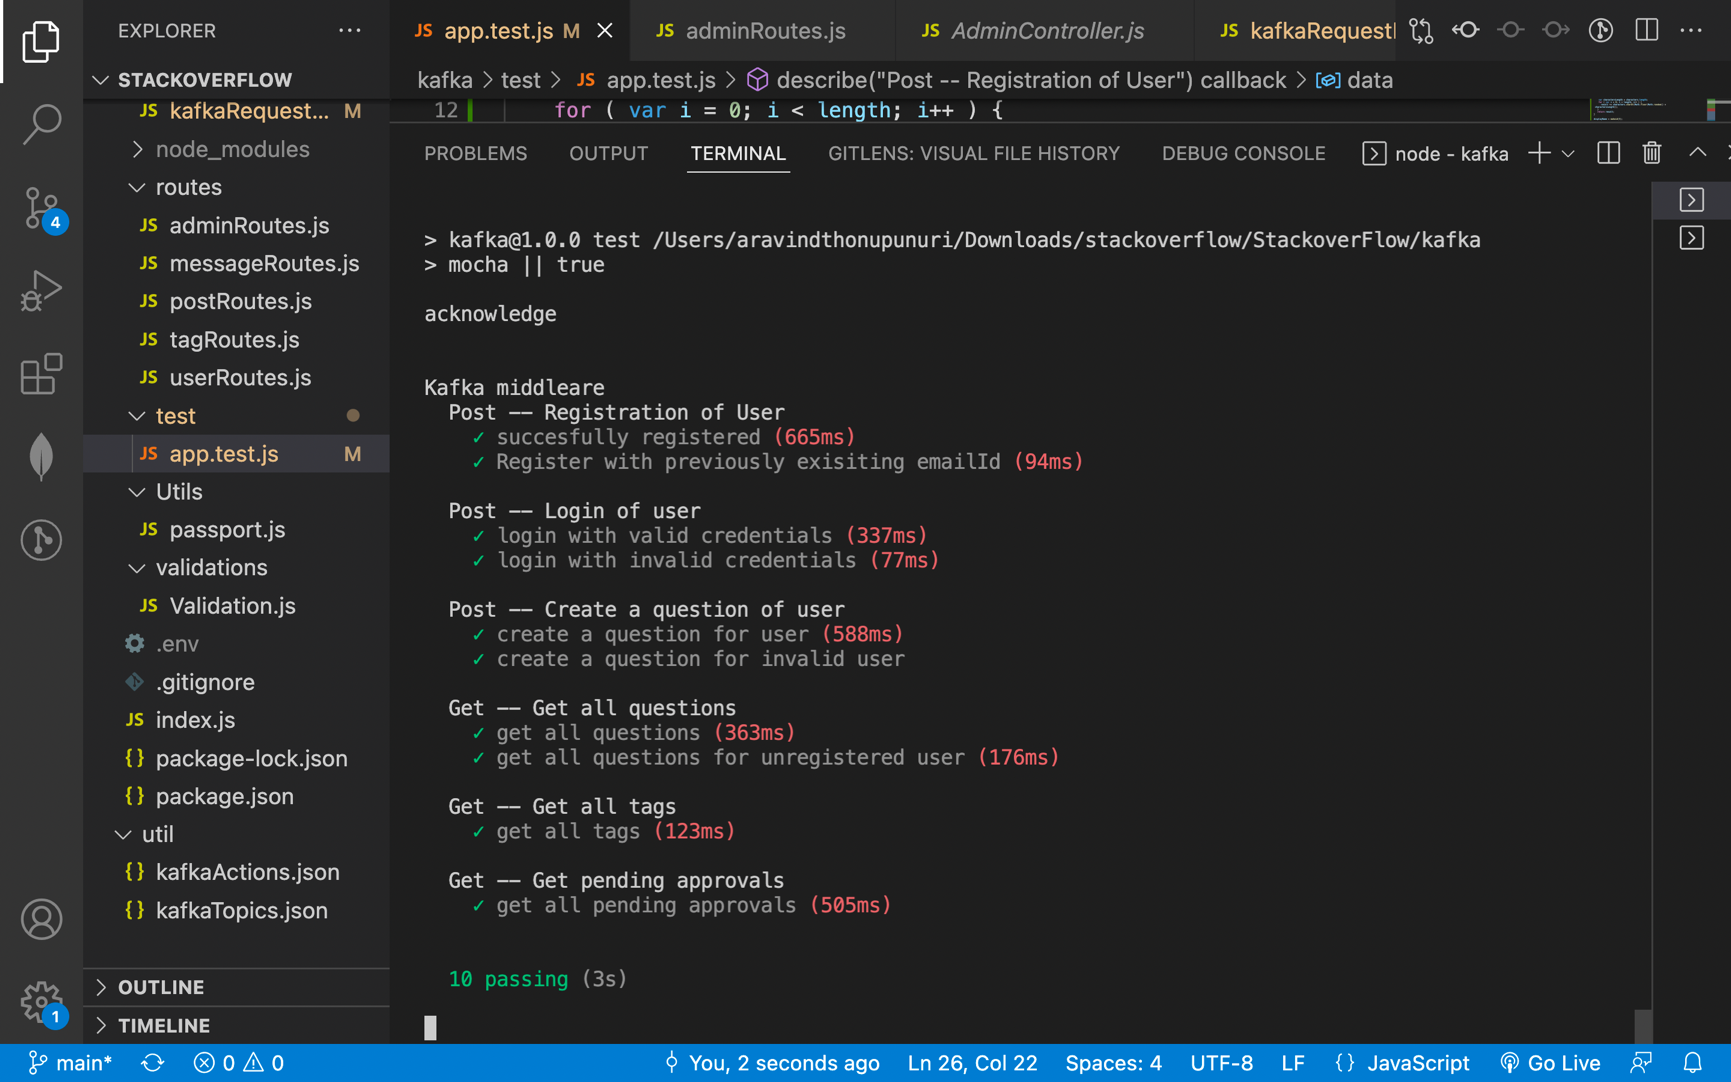 EXPLORER ...
STACKOVERFLOW
JS kafkaRequest... M
node_modules
routes
JS adminRoutes.js
JS messageRoutes.js
JS postRoutes.js
JS tagRoutes.js
JS userRoutes.js
test
JS app.test.js M
Utils
JS passport.js
validations
JS Validation.js
.env
.gitignore
JS index.js
{} package-lock.json
{} package.json
util
{} kafkaActions.json
{} kafkaTopics.json
OUTLINE
TIMELINE
4
1
JS app.test.js M JS adminRoutes.js JS AdminController.js JS kafkaRequest
kafka > test > JS app.test.js > describe("Post -- Registration of User") callback > data
12 for ( var i = 0; i < length; i++ ) {
PROBLEMS OUTPUT TERMINAL GITLENS: VISUAL FILE HISTORY DEBUG CONSOLE node - kafka
> kafka@1.0.0 test /Users/aravindthonupunuri/Downloads/stackoverflow/StackoverFlow/kafka
> mocha || true
acknowledge
Kafka middleare
Post -- Registration of User
✓ succesfully registered (665ms)
✓ Register with previously exisiting emailId (94ms)
Post -- Login of user
✓ login with valid credentials (337ms)
✓ login with invalid credentials (77ms)
Post -- Create a question of user
✓ create a question for user (588ms)
✓ create a question for invalid user
Get -- Get all questions
✓ get all questions (363ms)
✓ get all questions for unregistered user (176ms)
Get -- Get all tags
✓ get all tags (123ms)
Get -- Get pending approvals
✓ get all pending approvals (505ms)
10 passing (3s)
main* 0 0 You, 2 seconds ago Ln 26, Col 22 Spaces: 4 UTF-8 LF {} JavaScript Go Live